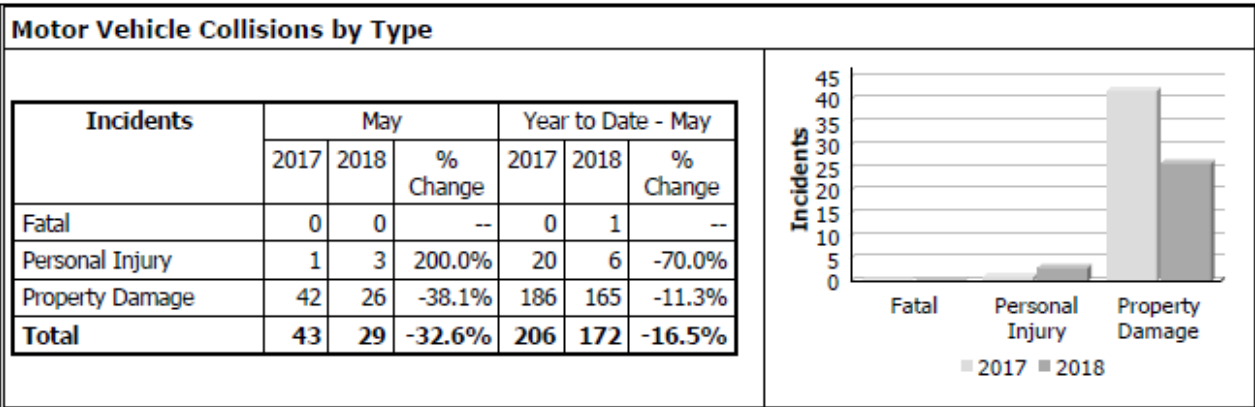 Motor Vehicle Collisions by Type
Incidents May Year to Date - May
2017 2018 % Change 2017 2018 % Change
Fatal 0 0 -- 0 1 --
Personal Injury 1 3 200.0% 20 6 -70.0%
Property Damage 42 26 -38.1% 186 165 -11.3%
Total 43 29 -32.6% 206 172 -16.5%
Incidents
45
40
35
30
25
20
15
10
5
0
Fatal Personal Injury Property Damage
2017 2018